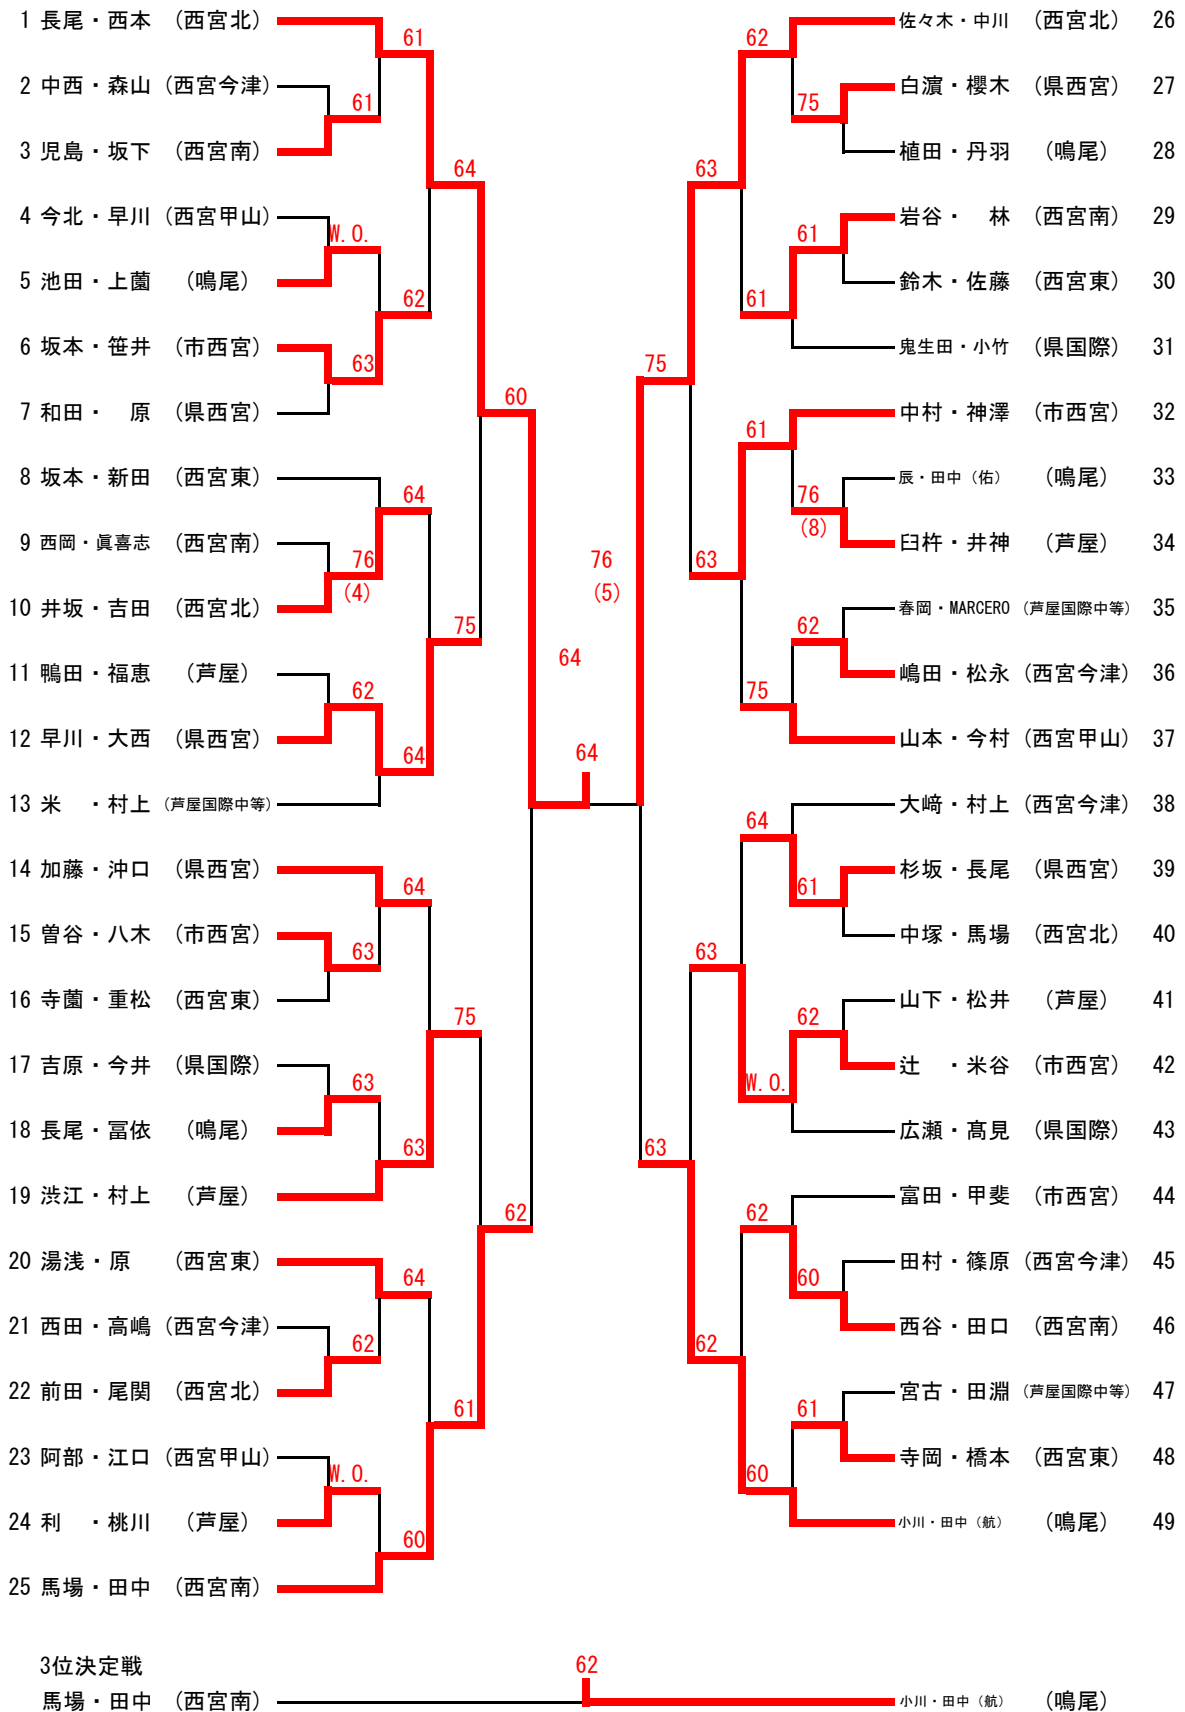 1 長尾・西本 (西宮北)
2 中西・森山 (西宮今津)
3 児島・坂下 (西宮南)
4 今北・早川 (西宮甲山)
5 池田・上薗 (鳴尾)
6 坂本・笹井 (市西宮)
7 和田・ 原 (県西宮)
8 坂本・新田 (西宮東)
9 西岡・眞喜志 (西宮南)
10 井坂・吉田 (西宮北)
11 鴨田・福恵 (芦屋)
12 早川・大西 (県西宮)
13 米 ・村上 (芦屋国際中等)
14 加藤・沖口 (県西宮)
15 曽谷・八木 (市西宮)
16 寺薗・重松 (西宮東)
17 吉原・今井 (県国際)
18 長尾・冨依 (鳴尾)
19 渋江・村上 (芦屋)
20 湯浅・原 (西宮東)
21 西田・高嶋 (西宮今津)
22 前田・尾関 (西宮北)
23 阿部・江口 (西宮甲山)
24 利 ・桃川 (芦屋)
25 馬場・田中 (西宮南)
61
W.O.
63
76
(4)
62
63
63
62
W.O.
61
62
64
64
64
63
64
60
64
75
75
61
60
62
64
64
76
(5)
75
63
63
63
62
63
62
61
61
75
64
W.O.
62
60
75
61
76
(8)
62
61
62
60
61
佐々木・中川 (西宮北) 26
白濵・櫻木 (県西宮) 27
植田・丹羽 (鳴尾) 28
岩谷・ 林 (西宮南) 29
鈴木・佐藤 (西宮東) 30
鬼生田・小竹 (県国際) 31
中村・神澤 (市西宮) 32
辰・田中(佑) (鳴尾) 33
臼杵・井神 (芦屋) 34
春岡・MARCERO (芦屋国際中等) 35
嶋田・松永 (西宮今津) 36
山本・今村 (西宮甲山) 37
大﨑・村上 (西宮今津) 38
杉坂・長尾 (県西宮) 39
中塚・馬場 (西宮北) 40
山下・松井 (芦屋) 41
辻 ・米谷 (市西宮) 42
広瀬・髙見 (県国際) 43
富田・甲斐 (市西宮) 44
田村・篠原 (西宮今津) 45
西谷・田口 (西宮南) 46
宮古・田淵 (芦屋国際中等) 47
寺岡・橋本 (西宮東) 48
小川・田中(航) (鳴尾) 49
3位決定戦
62
馬場・田中 (西宮南) 小川・田中(航) (鳴尾)